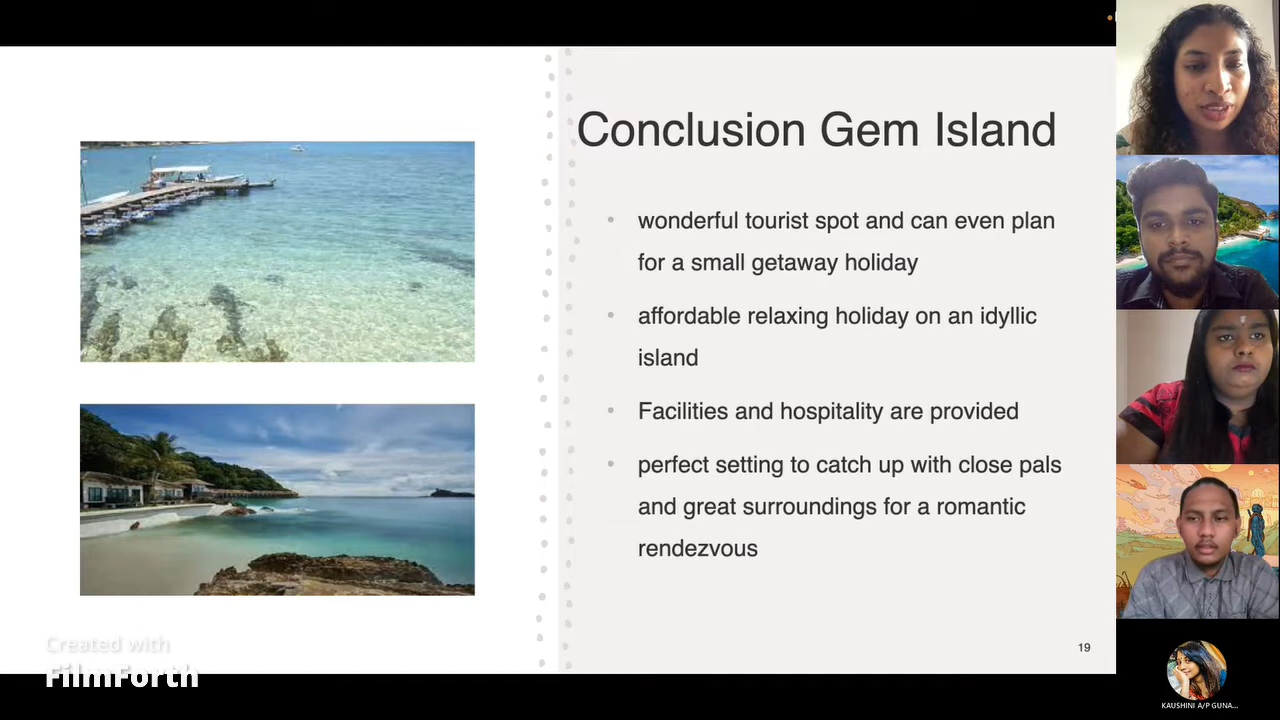 Conclusion Gem Island
• wonderful tourist spot and can even plan
for a small getaway holiday
• affordable relaxing holiday on an idyllic
island
• Facilities and hospitality are provided
• perfect setting to catch up with close pals
and great surroundings for a romantic
rendezvous
19
Created with
FilmForth
KAUSHINI A/P GUNA...